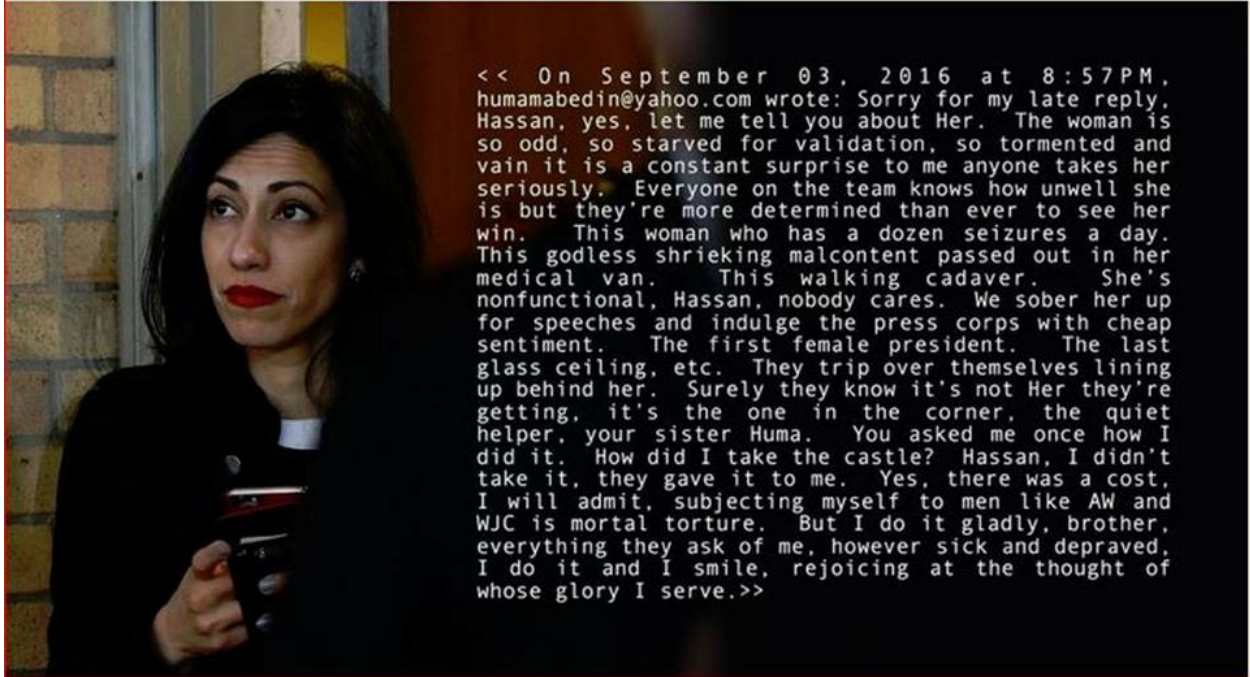 << On September 03, 2016 at 8:57PM,
humamabedin@yahoo.com wrote: Sorry for my late reply,
Hassan, yes, let me tell you about Her. The woman is
so odd, so starved for validation, so tormented and
vain it is a constant surprise to me anyone takes her
seriously. Everyone on the team knows how unwell she
is but they're more determined than ever to see her
win. This woman who has a dozen seizures a day.
This godless shrieking malcontent passed out in her
medical van. This walking cadaver. She's
nonfunctional, Hassan, nobody cares. We sober her up
for speeches and indulge the press corps with cheap
sentiment. The first female president. The last
glass ceiling, etc. They trip over themselves lining
up behind her. Surely they know it's not Her they're
getting, it's the one in the corner, the quiet
helper, your sister Huma. You asked me once how I
did it. How did I take the castle? Hassan, I didn't
take it, they gave it to me. Yes, there was a cost,
I will admit, subjecting myself to men like AW and
WJC is mortal torture. But I do it gladly, brother,
everything they ask of me, however sick and depraved,
I do it and I smile, rejoicing at the thought of
whose glory I serve.>>